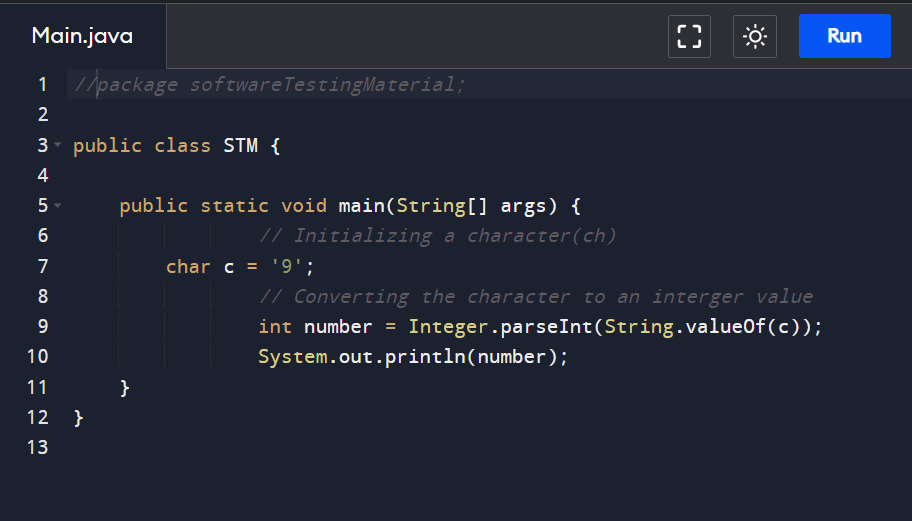 Main.java
Run
1 //package softwareTestingMaterial;
2
3 public class STM {
4
5     public static void main(String[] args) {
6                 // Initializing a character(ch)
7         char c = '9';
8                 // Converting the character to an interger value
9                 int number = Integer.parseInt(String.valueOf(c));
10                 System.out.println(number);
11     }
12 }
13